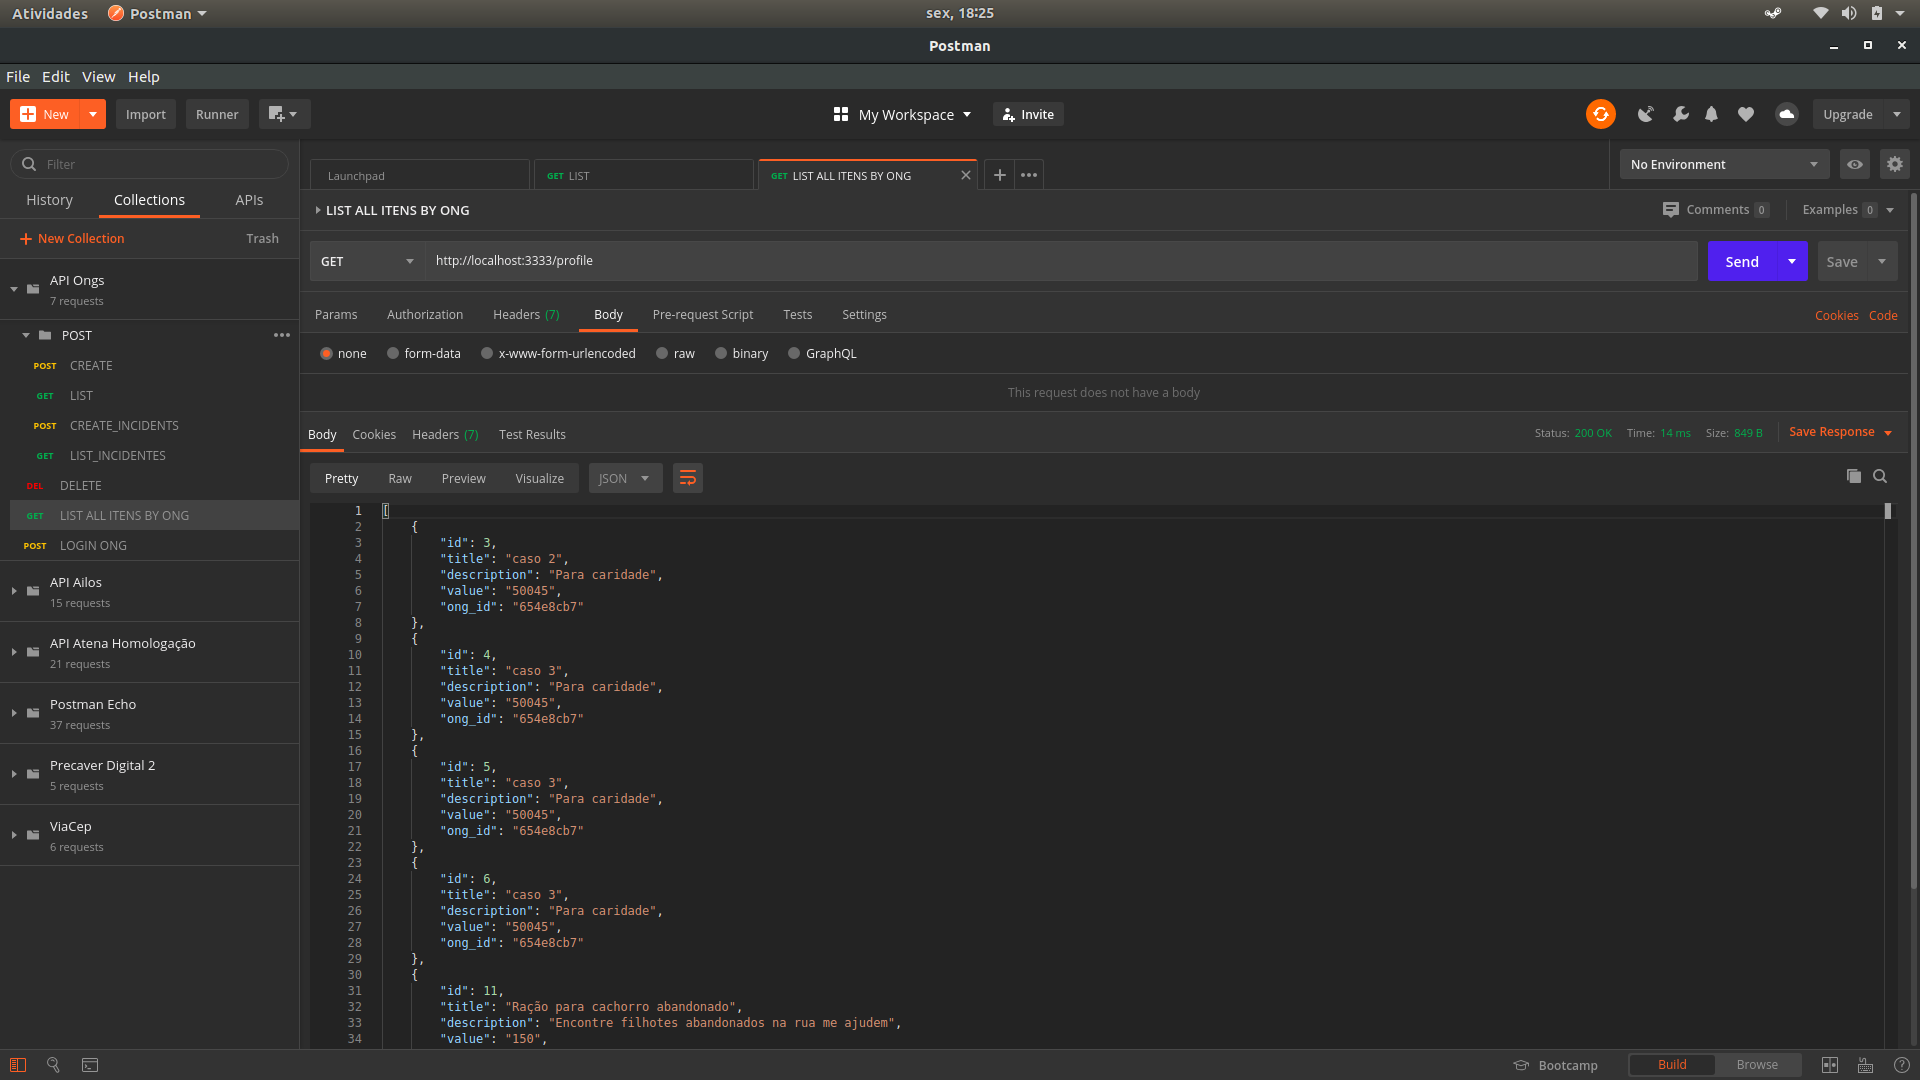 Atividades Postman sex, 18:25
Postman
File Edit View Help
New Import Runner My Workspace Invite Upgrade
Filter
Launchpad GET LIST GET LIST ALL ITENS BY ONG No Environment
History Collections APIs
LIST ALL ITENS BY ONG Comments 0 Examples 0
New Collection Trash
GET http://localhost:3333/profile Send Save
API Ongs
7 requests
Params Authorization Headers (7) Body Pre-request Script Tests Settings Cookies Code
POST
none form-data x-www-form-urlencoded raw binary GraphQL
POST CREATE
This request does not have a body
GET LIST
POST CREATE_INCIDENTS
Body Cookies Headers (7) Test Results Status: 200 OK Time: 14 ms Size: 849 B Save Response
GET LIST_INCIDENTES
Pretty Raw Preview Visualize JSON
DEL DELETE
GET LIST ALL ITENS BY ONG
POST LOGIN ONG
API Ailos
15 requests
API Atena Homologação
21 requests
Postman Echo
37 requests
Precaver Digital 2
5 requests
ViaCep
6 requests
1 [
2 {
3 "id": 3,
4 "title": "caso 2",
5 "description": "Para caridade",
6 "value": "50045",
7 "ong_id": "654e8cb7"
8 },
9 {
10 "id": 4,
11 "title": "caso 3",
12 "description": "Para caridade",
13 "value": "50045",
14 "ong_id": "654e8cb7"
15 },
16 {
17 "id": 5,
18 "title": "caso 3",
19 "description": "Para caridade",
20 "value": "50045",
21 "ong_id": "654e8cb7"
22 },
23 {
24 "id": 6,
25 "title": "caso 3",
26 "description": "Para caridade",
27 "value": "50045",
28 "ong_id": "654e8cb7"
29 },
30 {
31 "id": 11,
32 "title": "Ração para cachorro abandonado",
33 "description": "Encontre filhotes abandonados na rua me ajudem",
34 "value": "150",
Bootcamp Build Browse